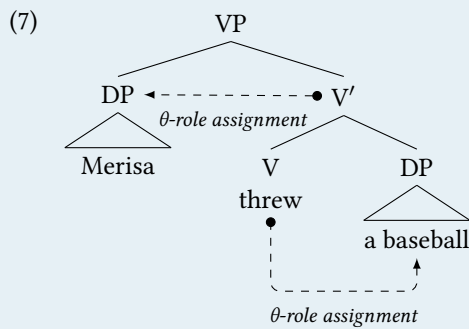 (7)
VP
DP V′
θ-role assignment
Merisa V DP
threw
a baseball
θ-role assignment